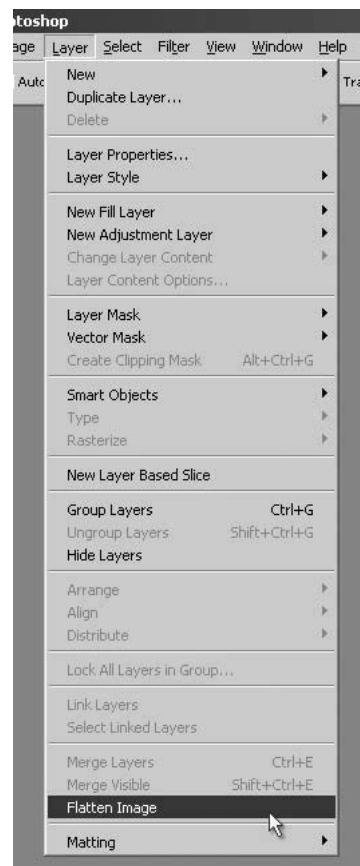 toshop
age Layer Select Filter View Window Help
Auto Tra
New
Duplicate Layer...
Delete
Layer Properties...
Layer Style
New Fill Layer
New Adjustment Layer
Change Layer Content
Layer Content Options...
Layer Mask
Vector Mask
Create Clipping Mask Alt+Ctrl+G
Smart Objects
Type
Rasterize
New Layer Based Slice
Group Layers Ctrl+G
Ungroup Layers Shift+Ctrl+G
Hide Layers
Arrange
Align
Distribute
Lock All Layers in Group...
Link Layers
Select Linked Layers
Merge Layers Ctrl+E
Merge Visible Shift+Ctrl+E
Flatten Image
Matting